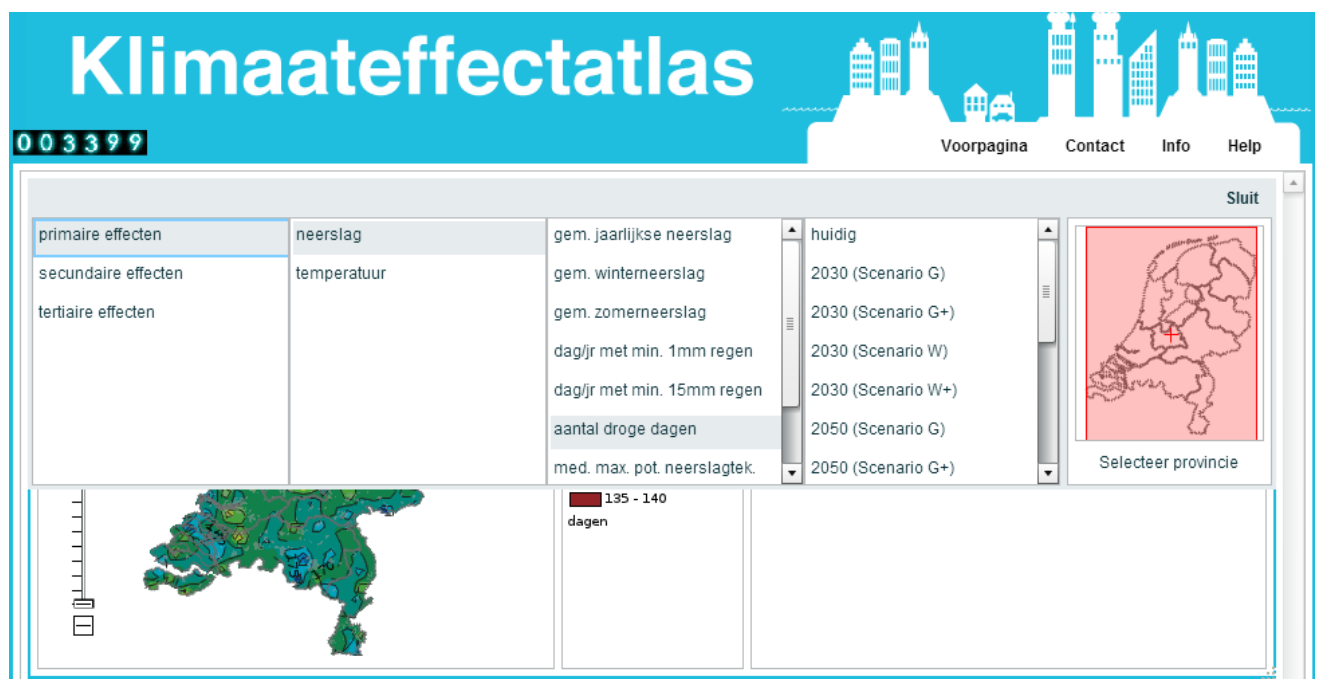 Klimaateffectatlas
003399
Voorpagina Contact Info Help
Sluit
primaire effecten
secundaire effecten
tertiaire effecten
neerslag
temperatuur
gem. jaarlijkse neerslag
gem. winterneerslag
gem. zomerneerslag
dag/jr met min. 1mm regen
dag/jr met min. 15mm regen
aantal droge dagen
med. max. pot. neerslagtek.
huidig
2030 (Scenario G)
2030 (Scenario G+)
2030 (Scenario W)
2030 (Scenario W+)
2050 (Scenario G)
2050 (Scenario G+)
Selecteer provincie
135 - 140
dagen